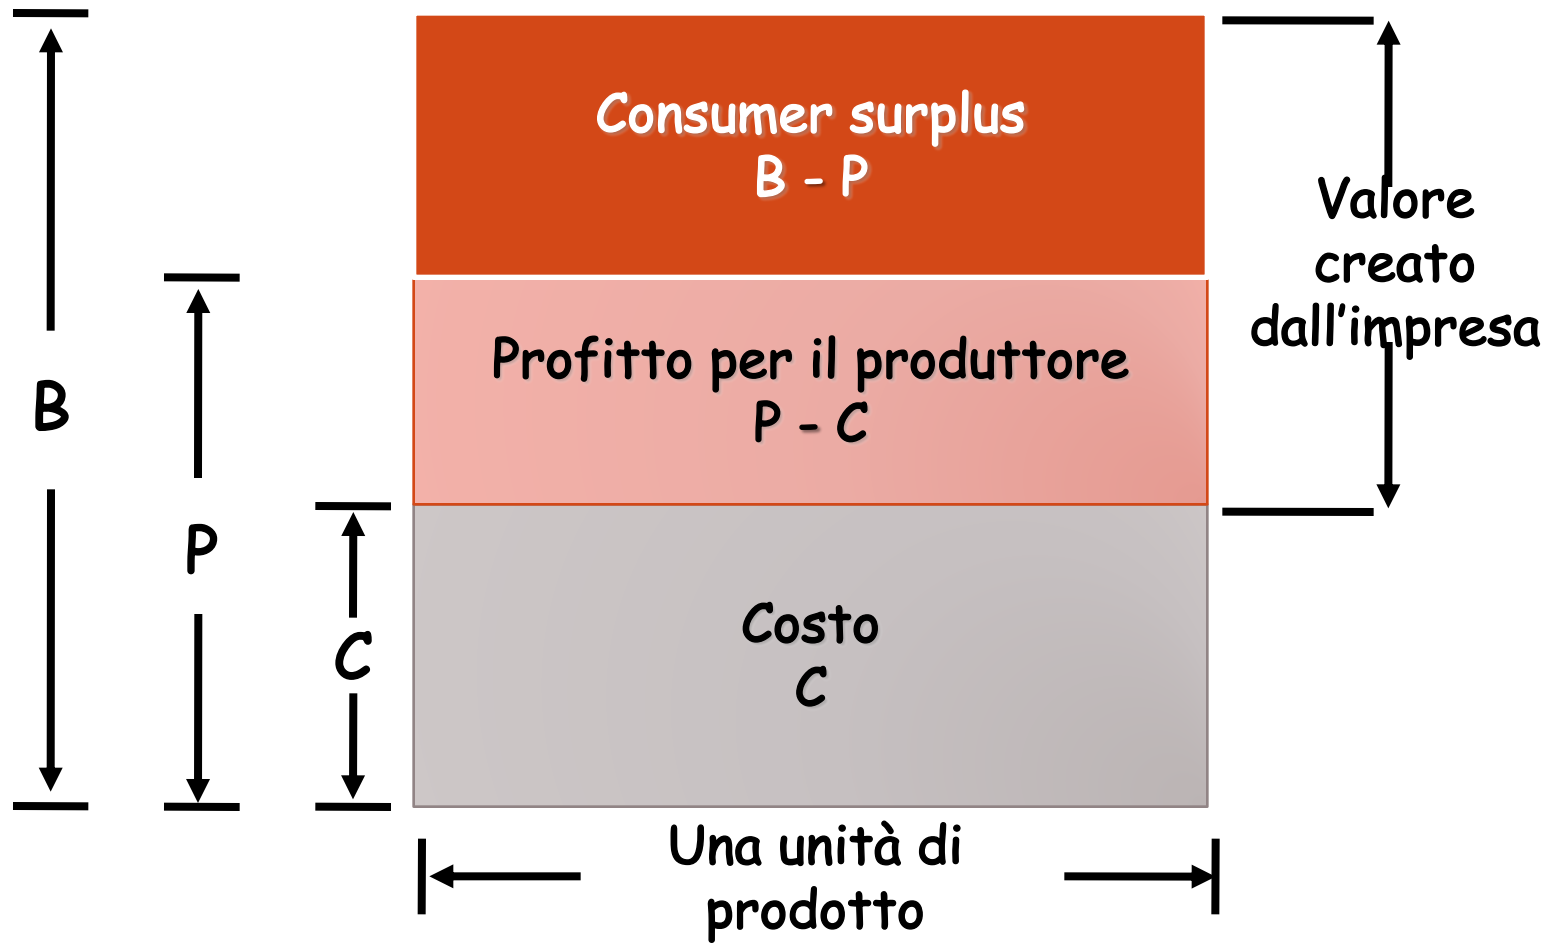 Consumer surplus
B - P
Valore
creato
dall’impresa
Profitto per il produttore
P - C
B
P
C
Costo
C
Una unità di
prodotto